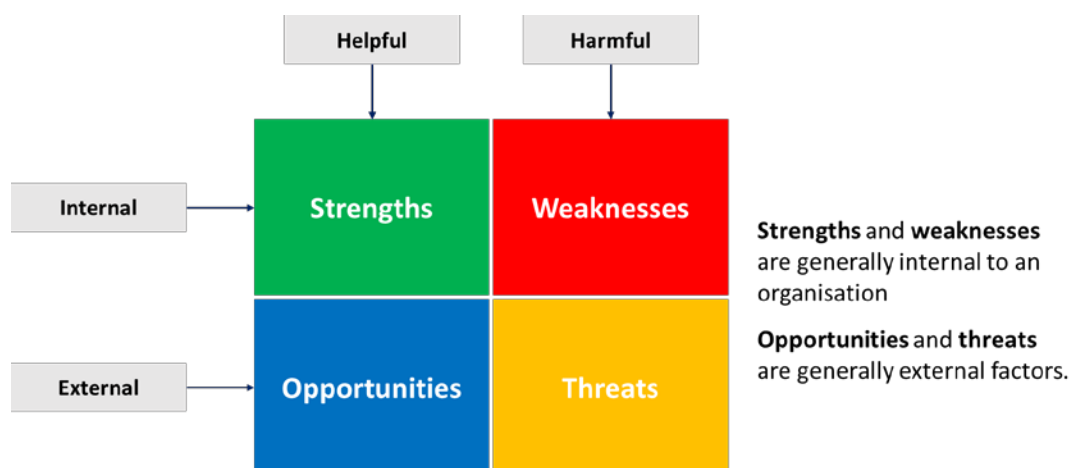 Helpful
Harmful
Internal
Strengths
Weaknesses
Strengths and weaknesses
are generally internal to an
organisation
Opportunities and threats
are generally external factors.
External
Opportunities
Threats